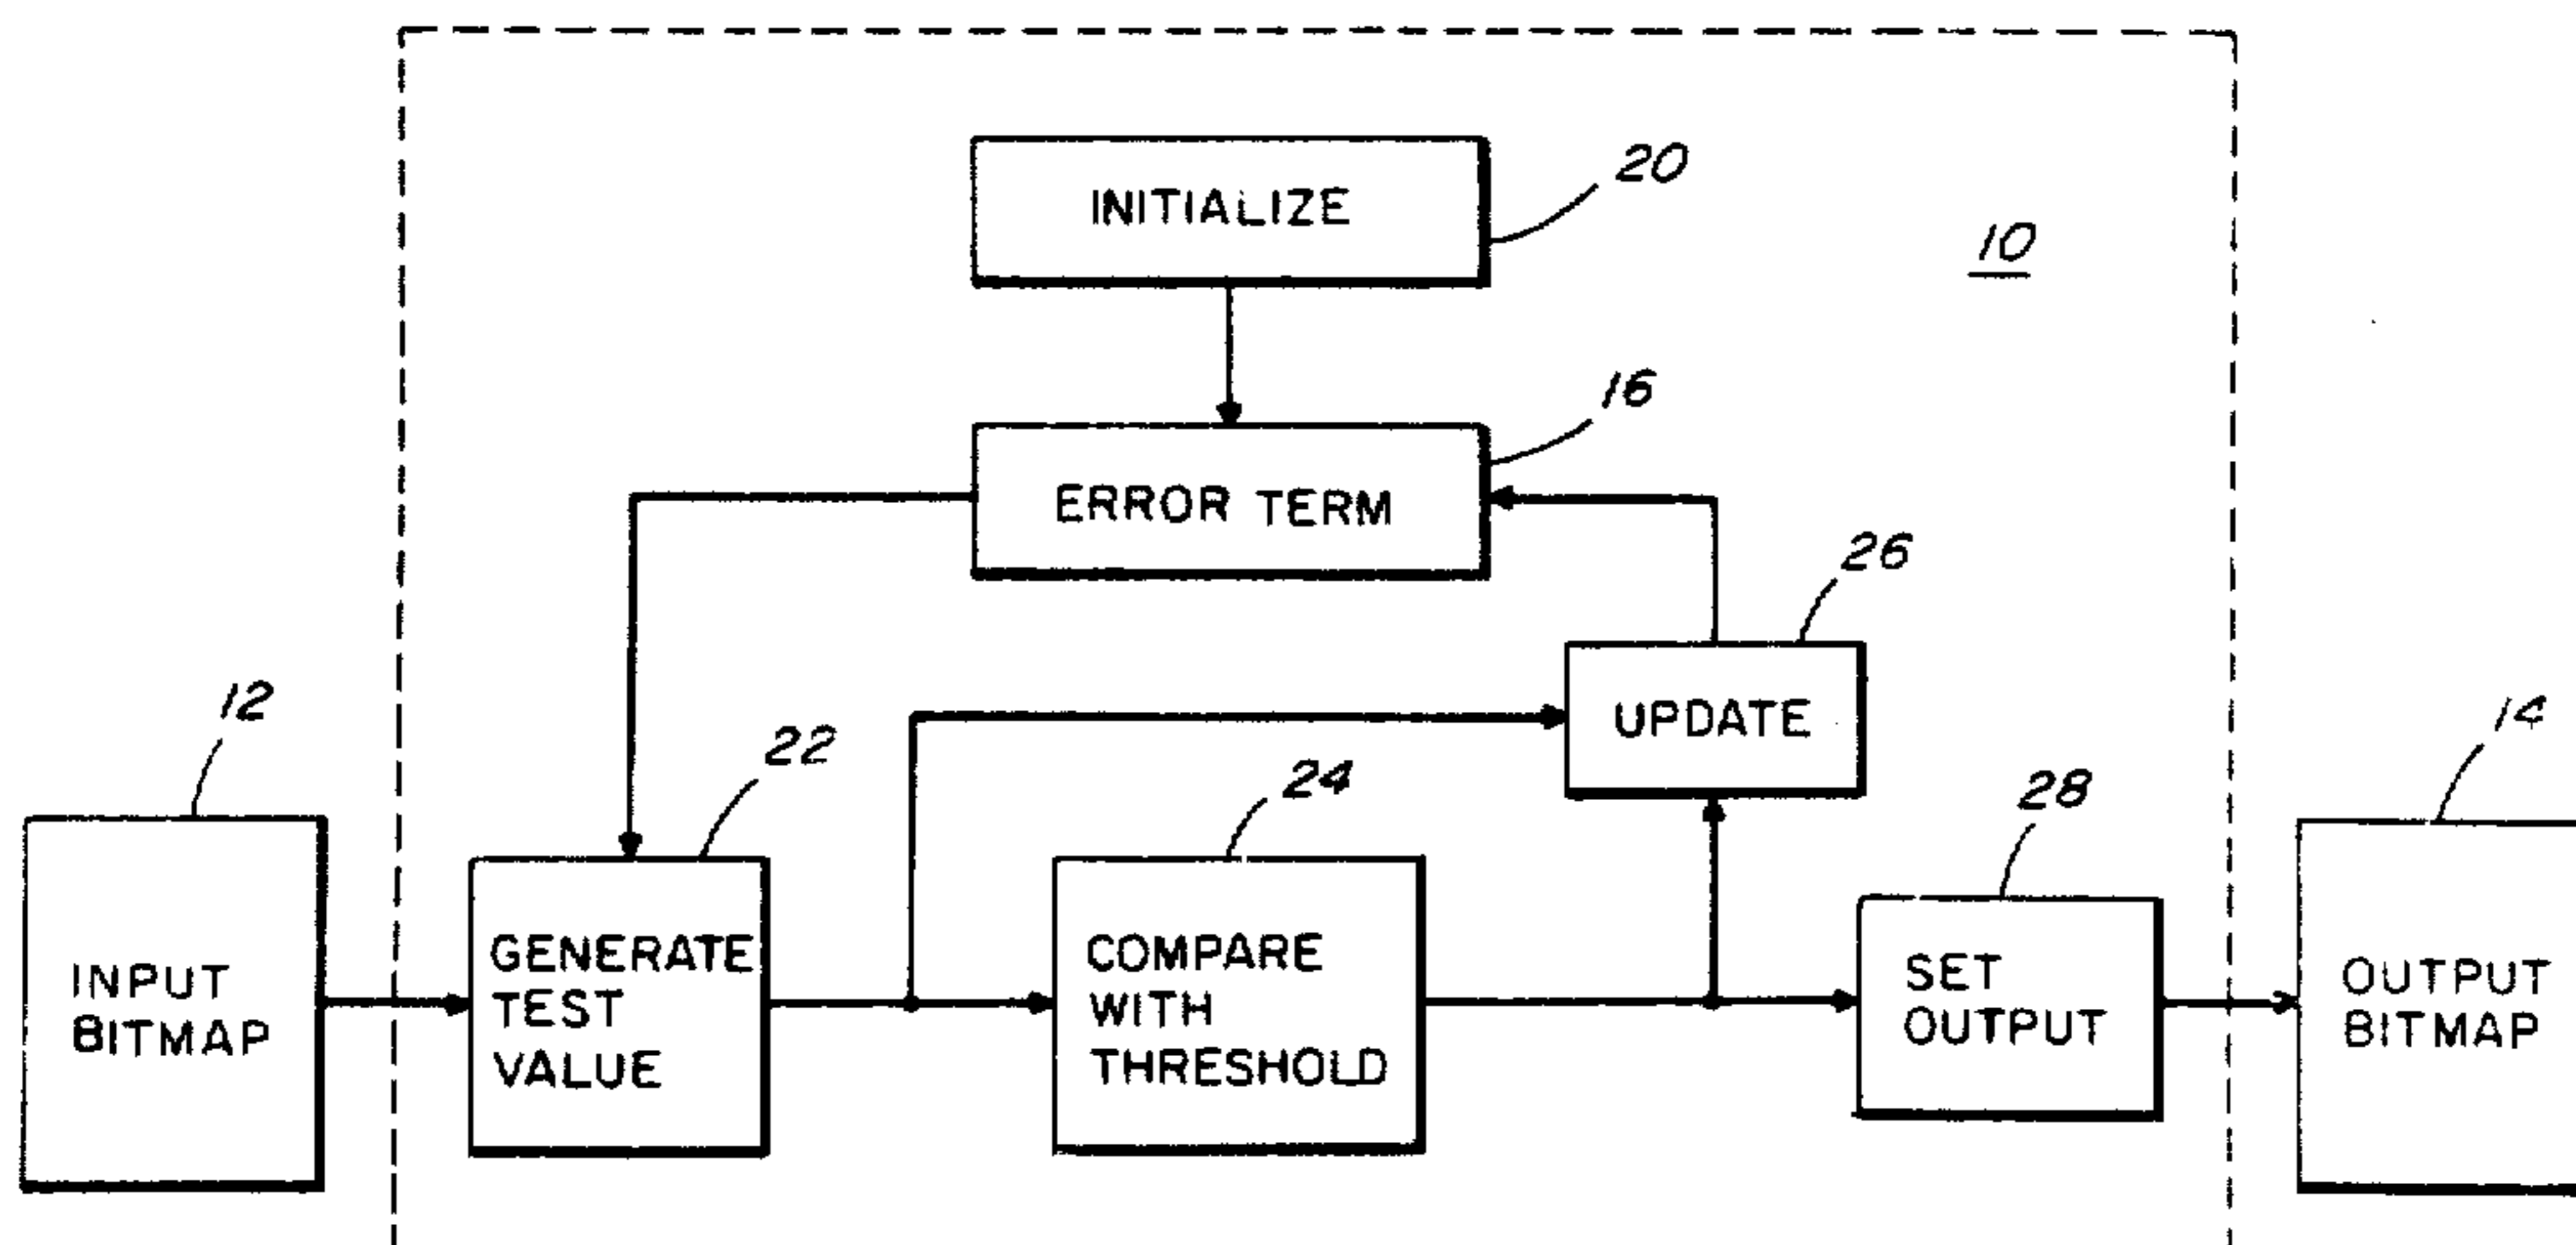 INITIALIZE
20
10
ERROR TERM
16
UPDATE
26
12
INPUT
BITMAP
22
GENERATE
TEST
VALUE
24
COMPARE
WITH
THRESHOLD
28
SET
OUTPUT
14
OUTPUT
BITMAP